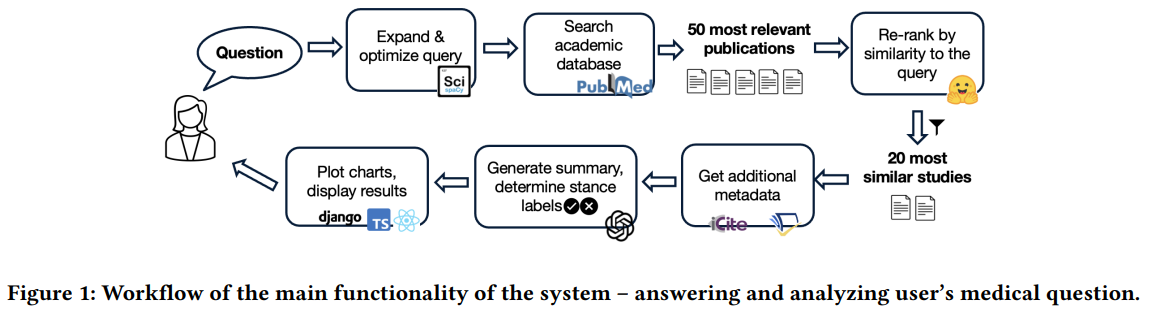 Question
Expand &
optimize query
Sci
spaCy
Search
academic
database
PubMed
50 most relevant
publications
Re-rank by
similarity to the
query
20 most
similar studies
Get additional
metadata
iCite
Generate summary,
determine stance
labels
Plot charts,
display results
django
TS
Figure 1: Workflow of the main functionality of the system – answering and analyzing user’s medical question.